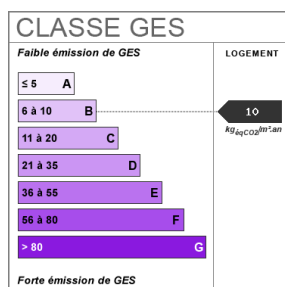 CLASSE GES
Faible émission de GES
LOGEMENT
≤ 5 A
6 à 10 B
10
kgéqCO2/m².an
11 à 20 C
21 à 35 D
36 à 55 E
56 à 80 F
> 80 G
Forte émission de GES